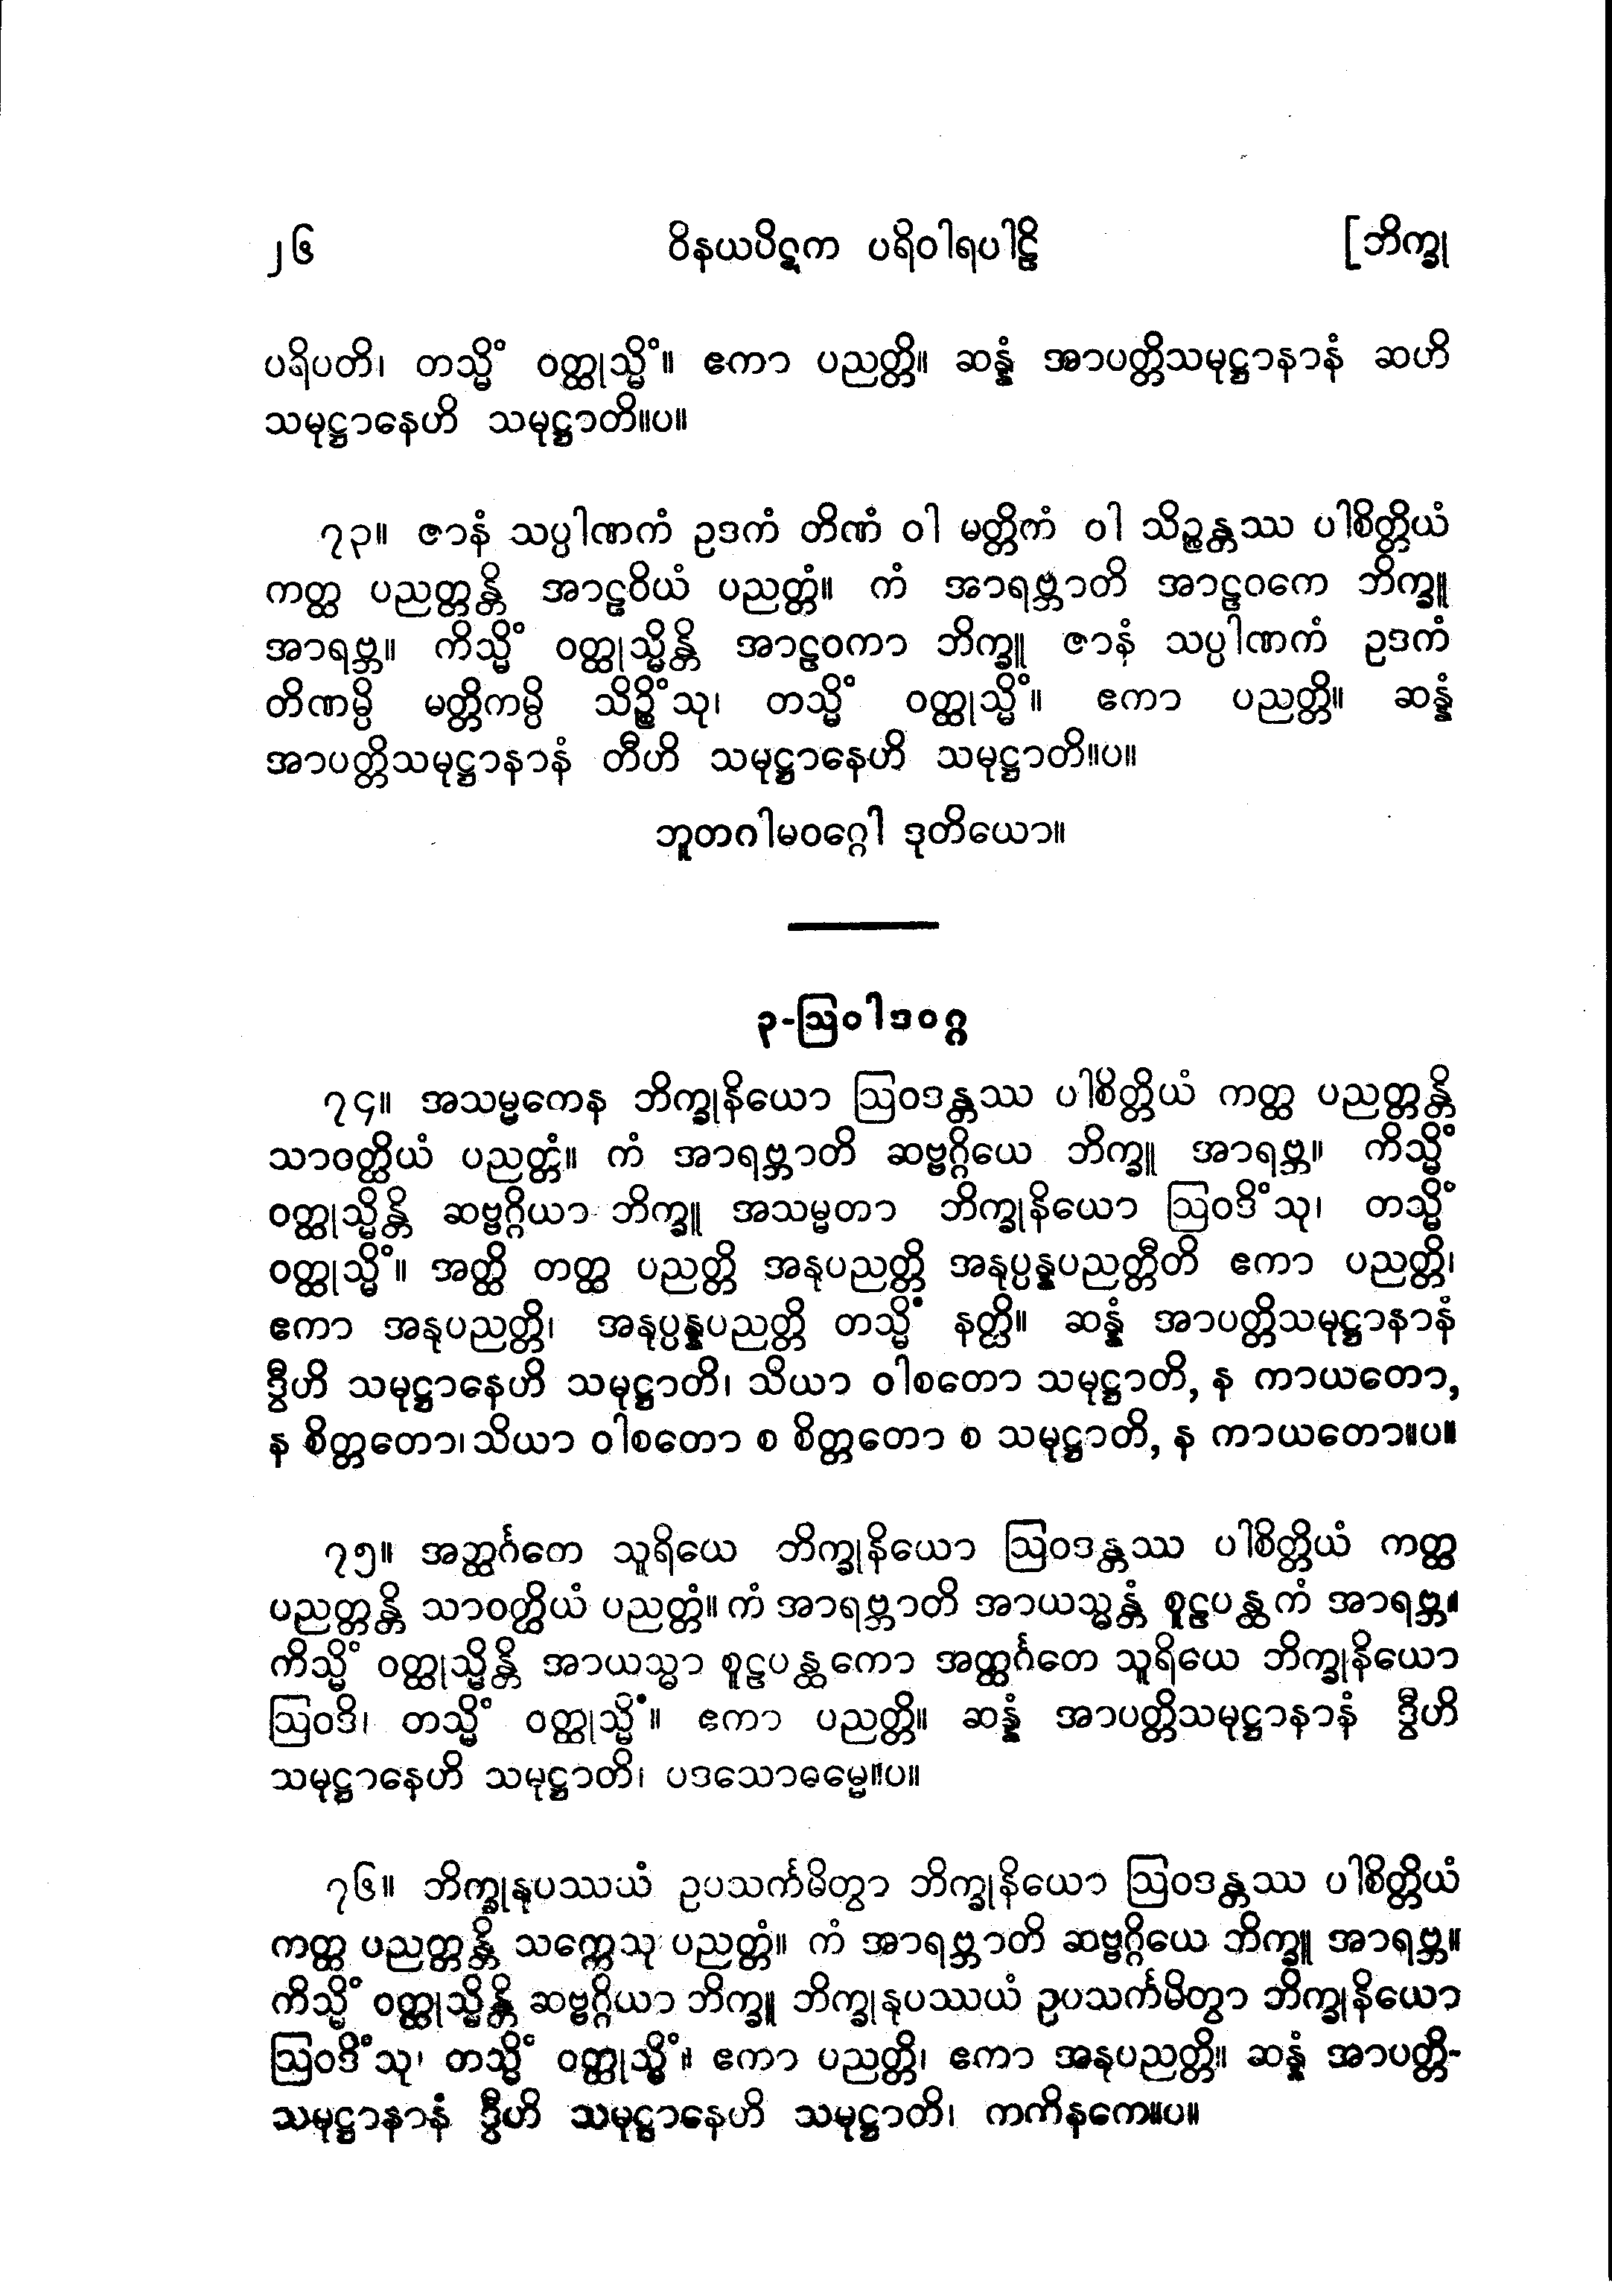 ၂၆ ဝိနယပိဋက ပရိဝါရပါဠိ [ဘိက္ခု
ပရိပတိ၊ တသ္မိံ ဝတ္ထုသ္မိံ။ ဧကာ ပညတ္တိ။ ဆန္နံ အာပတ္တိသမုဋ္ဌာနာနံ ဆဟိ
သမုဋ္ဌာနေဟိ သမုဋ္ဌာတိ။ပ။
၇၃။ ဇာနံ သပ္ပါဏကံ ဥဒကံ တိဏံ ဝါ မတ္တိကံ ဝါ သိဉ္စန္တဿ ပါစိတ္တိယံ
ကတ္ထ ပညတ္တန္တိ အာဠဝိယံ ပညတ္တံ။ ကံ အာရဗ္ဘာတိ အာဠဝကေ ဘိက္ခူ
အာရဗ္ဘ။ ကိသ္မိံ ဝတ္ထုသ္မိန္တိ အာဠဝကာ ဘိက္ခူ ဇာနံ သပ္ပါဏကံ ဥဒကံ
တိဏမ္ပိ မတ္တိကမ္ပိ သိဉ္စိံသု၊ တသ္မိံ ဝတ္ထုသ္မိံ။ ဧကာ ပညတ္တိ။ ဆန္နံ
အာပတ္တိသမုဋ္ဌာနာနံ တီဟိ သမုဋ္ဌာနေဟိ သမုဋ္ဌာတိ။ပ။
ဘူတဂါမဝဂ္ဂေါ ဒုတိယော။
၃-ဩဝါဒဝဂ္ဂ
၇၄။ အသမ္မကေန ဘိက္ခုနိယော ဩဝဒန္တဿ ပါစိတ္တိယံ ကတ္ထ ပညတ္တန္တိ
သာဝတ္ထိယံ ပညတ္တံ။ ကံ အာရဗ္ဘာတိ ဆဗ္ဗဂ္ဂိယေ ဘိက္ခူ အာရဗ္ဘ။ ကိသ္မိံ
ဝတ္ထုသ္မိန္တိ ဆဗ္ဗဂ္ဂိယာ ဘိက္ခူ အသမ္မတာ ဘိက္ခုနိယော ဩဝဒိံသု၊ တသ္မိံ
ဝတ္ထုသ္မိံ။ အတ္ထိ တတ္ထ ပညတ္တိ အနုပညတ္တိ အနုပ္ပန္နပညတ္တီတိ ဧကာ ပညတ္တိ၊
ဧကာ အနုပညတ္တိ၊ အနုပ္ပန္နပညတ္တိ တသ္မိံ နတ္ထိ။ ဆန္နံ အာပတ္တိသမုဋ္ဌာနာနံ
ဒွီဟိ သမုဋ္ဌာနေဟိ သမုဋ္ဌာတိ၊ သိယာ ဝါစတော သမုဋ္ဌာတိ, န ကာယတော,
န စိတ္တတော၊ သိယာ ဝါစတော စ စိတ္တတော စ သမုဋ္ဌာတိ, န ကာယတော။ပ။
၇၅။ အတ္ထင်္ဂတေ သူရိယေ ဘိက္ခုနိယော ဩဝဒန္တဿ ပါစိတ္တိယံ ကတ္ထ
ပညတ္တန္တိ သာဝတ္ထိယံ ပညတ္တံ။ ကံ အာရဗ္ဘာတိ အာယသ္မန္တံ စူဠပန္ထကံ အာရဗ္ဘ။
ကိသ္မိံ ဝတ္ထုသ္မိန္တိ အာယသ္မာ စူဠပန္ထကော အတ္ထင်္ဂတေ သူရိယေ ဘိက္ခုနိယော
ဩဝဒိ၊ တသ္မိံ ဝတ္ထုသ္မိံ။ ဧကာ ပညတ္တိ။ ဆန္နံ အာပတ္တိသမုဋ္ဌာနာနံ ဒွီဟိ
သမုဋ္ဌာနေဟိ သမုဋ္ဌာတိ၊ ပဒသောဓမ္မေ။ပ။
၇၆။ ဘိက္ခုနုပဿယံ ဥပသင်္ကမိတွာ ဘိက္ခုနိယော ဩဝဒန္တဿ ပါစိတ္တိယံ
ကတ္ထ ပညတ္တန္တိ သက္ကေသု ပညတ္တံ။ ကံ အာရဗ္ဘာတိ ဆဗ္ဗဂ္ဂိယေ ဘိက္ခူ အာရဗ္ဘ။
ကိသ္မိံ ဝတ္ထုသ္မိန္တိ ဆဗ္ဗဂ္ဂိယာ ဘိက္ခူ ဘိက္ခုနုပဿယံ ဥပသင်္ကမိတွာ ဘိက္ခုနိယော
ဩဝဒိံသု၊ တသ္မိံ ဝတ္ထုသ္မိံ။ ဧကာ ပညတ္တိ၊ ဧကာ အနုပညတ္တိ။ ဆန္နံ အာပတ္တိ-
သမုဋ္ဌာနာနံ ဒွီဟိ သမုဋ္ဌာနေဟိ သမုဋ္ဌာတိ၊ ကထိနကေ။ပ။